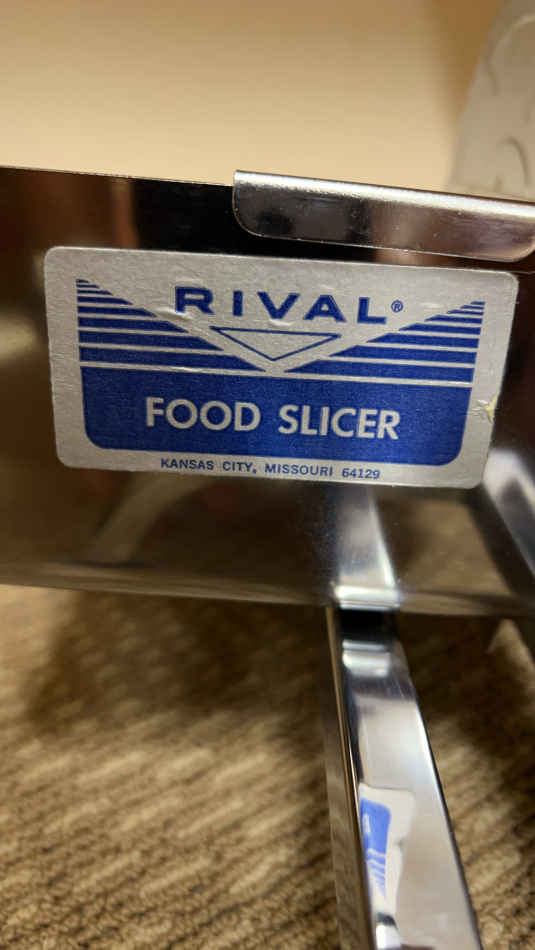 RIVAL®
FOOD SLICER
KANSAS CITY, MISSOURI 64129